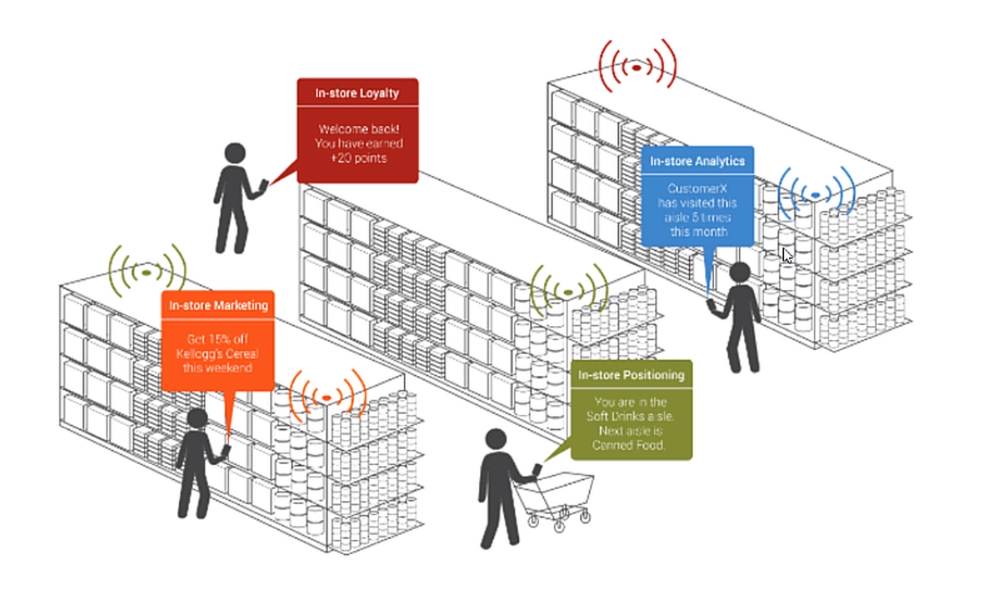 In-store Loyalty
Welcome back!
You have earned
+20 points
In-store Analytics
CustomerX
has visited this
aisle 5 times
this month
In-store Marketing
Get 15% off
Kellogg's Cereal
this weekend
In-store Positioning
You are in the
Soft Drinks aisle.
Next aisle is
Canned Food.